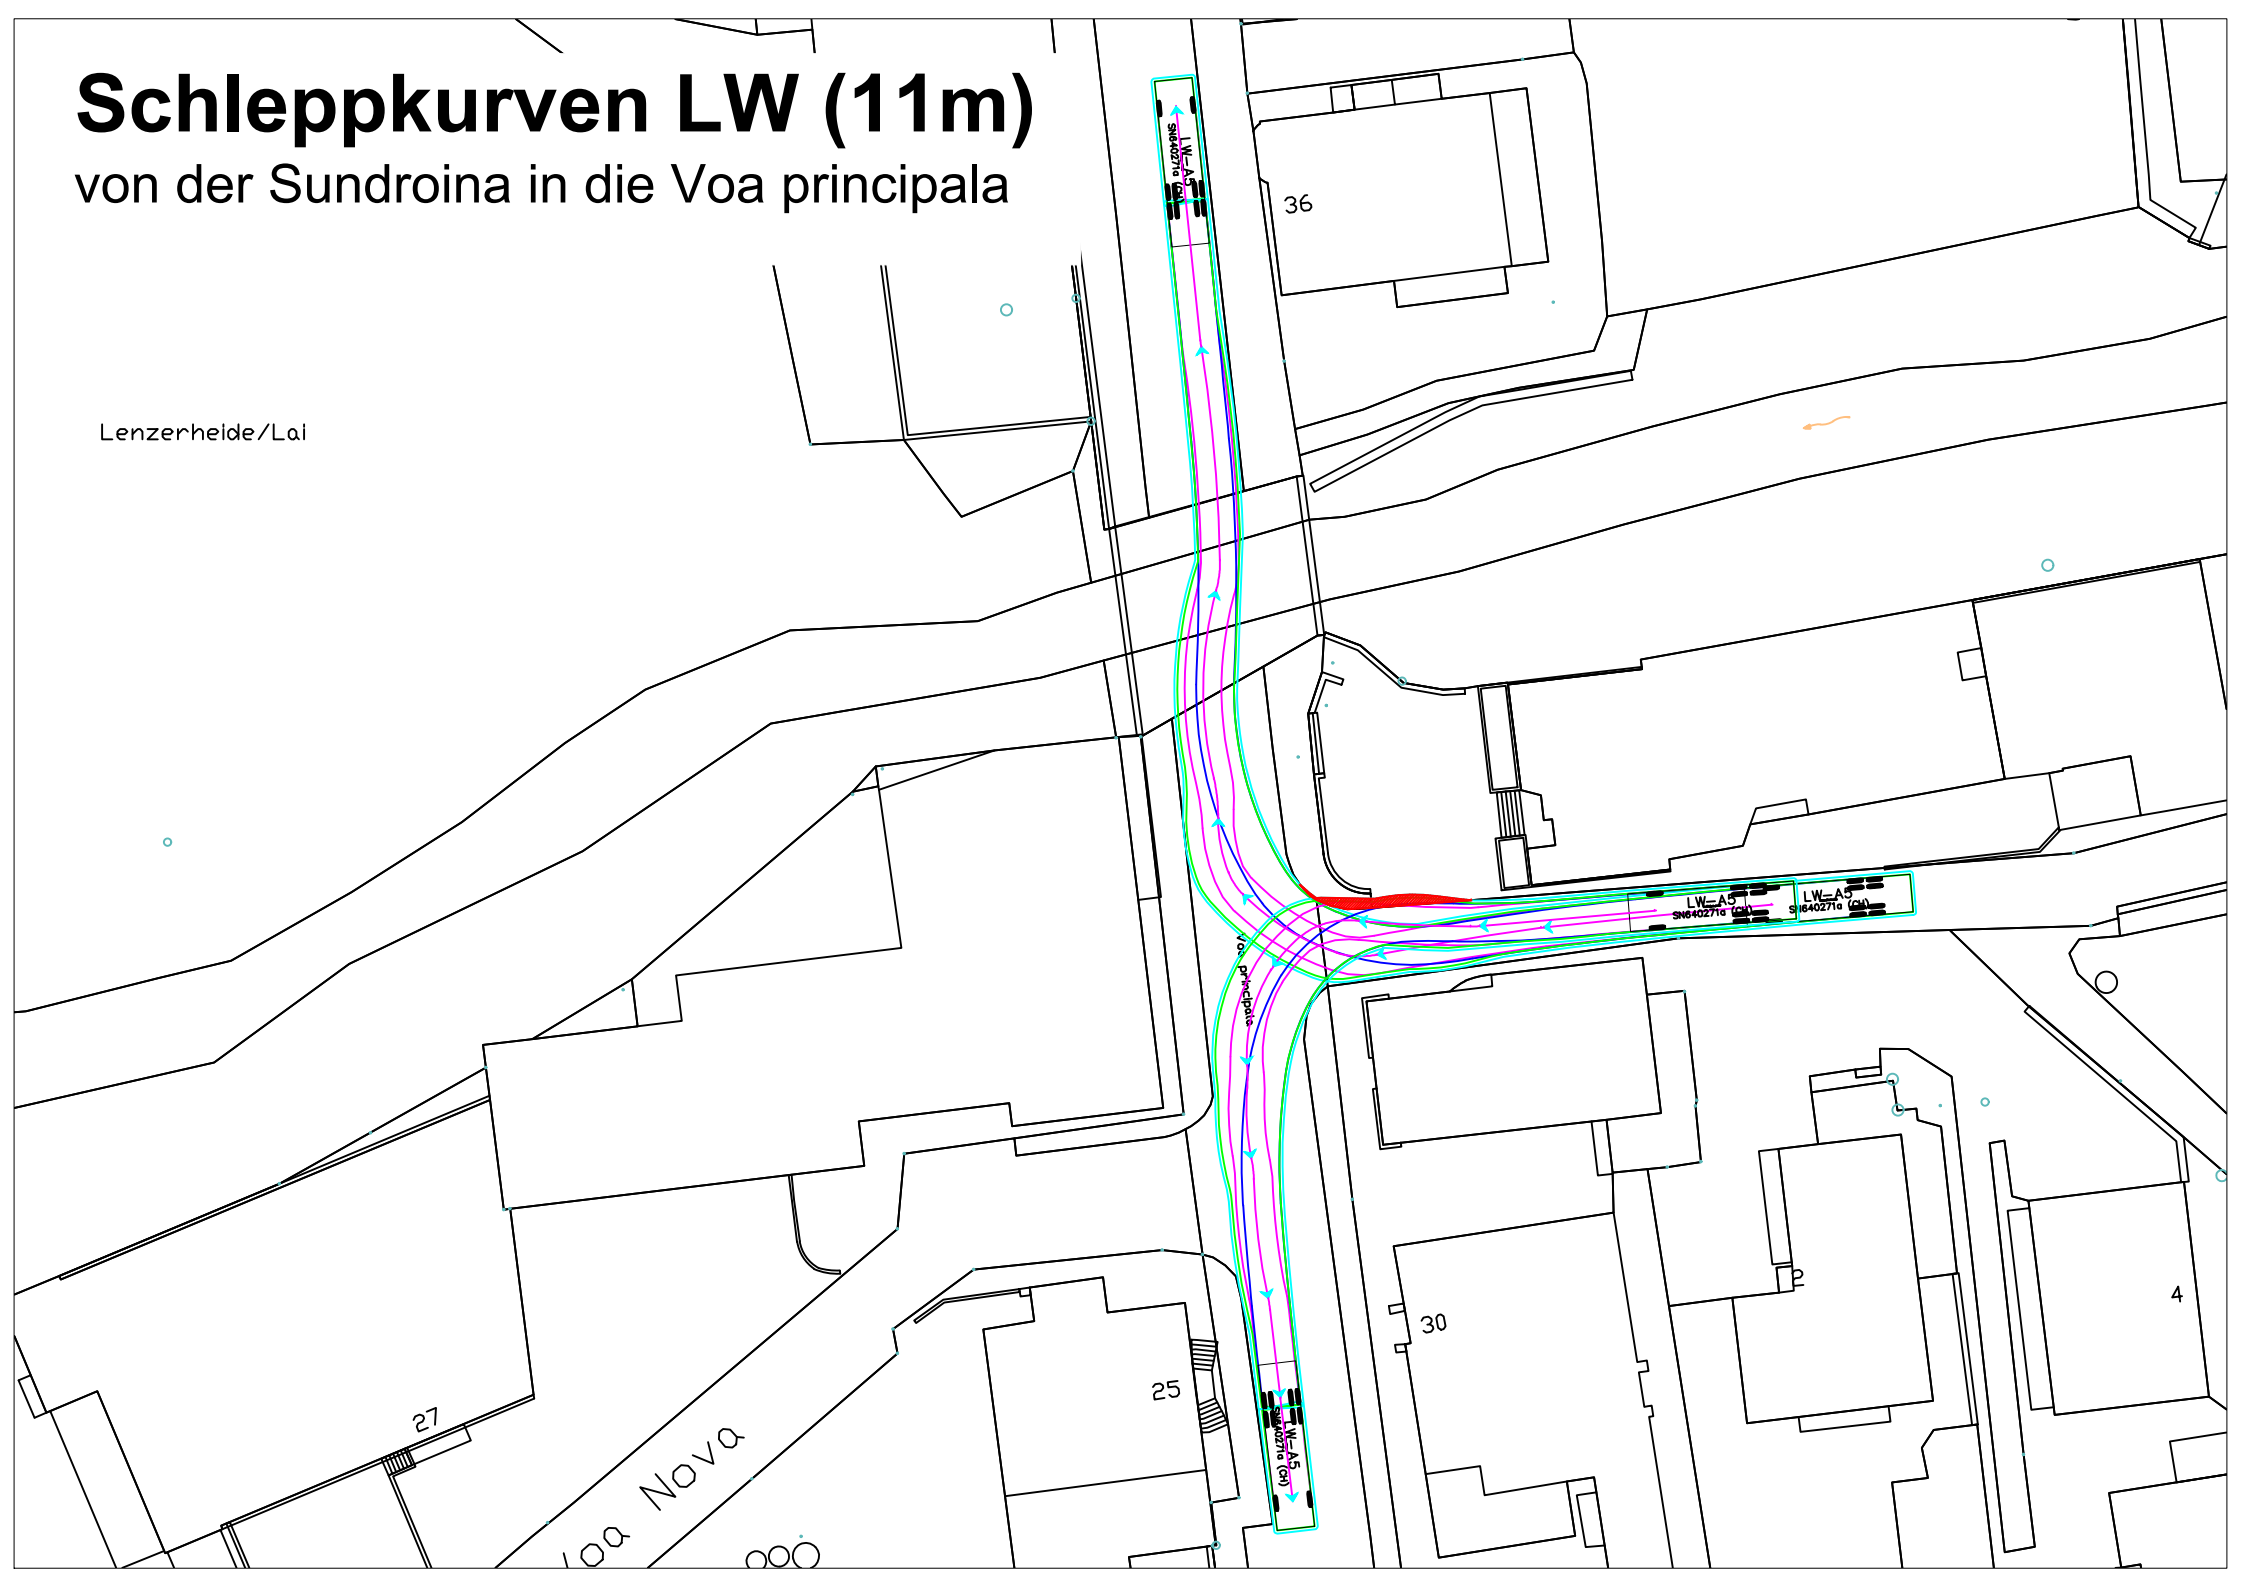 Schleppkurven LW (11m)
von der Sundroina in die Voa principala
LW-A5
SN640271a (CH)
36
Lenzerheide/Lai
LW-A5
SN640271a (CH)
LW-A5
SN640271a (CH)
Voa principala
2
4
30
25
27
Voa Nova
LW-A5
SN640271a (CH)